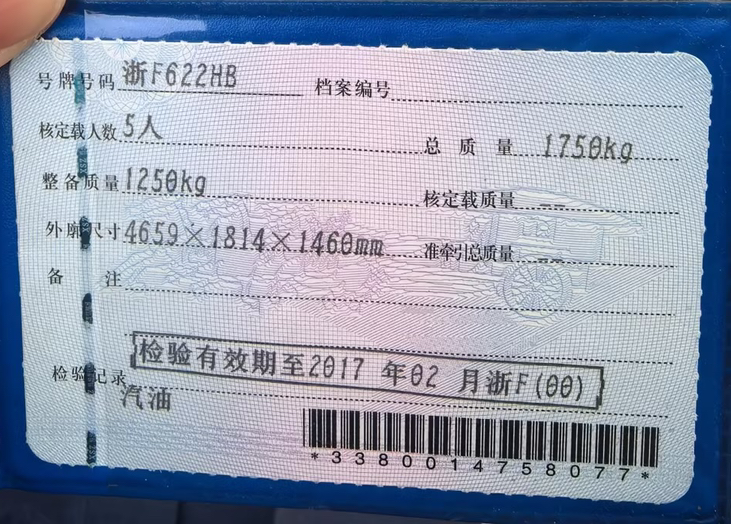 号牌号码 浙F622HB 档案编号
核定载人数 5人 总质量 1750kg
整备质量 1250kg 核定载质量 --
外廓尺寸 4659×1814×1460mm 准牵引总质量 --
备注
检验记录 检验有效期至2017 年02 月浙F(00)
汽油
*3380014758077*